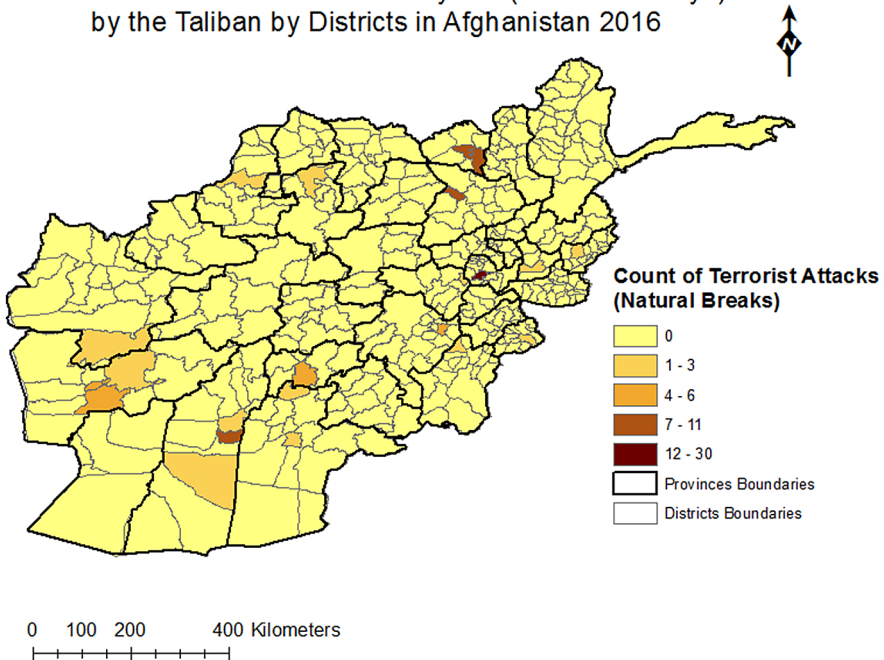 by the Taliban by Districts in Afghanistan 2016
N
Count of Terrorist Attacks
(Natural Breaks)
0
1 - 3
4 - 6
7 - 11
12 - 30
Provinces Boundaries
Districts Boundaries
0 100 200 400 Kilometers